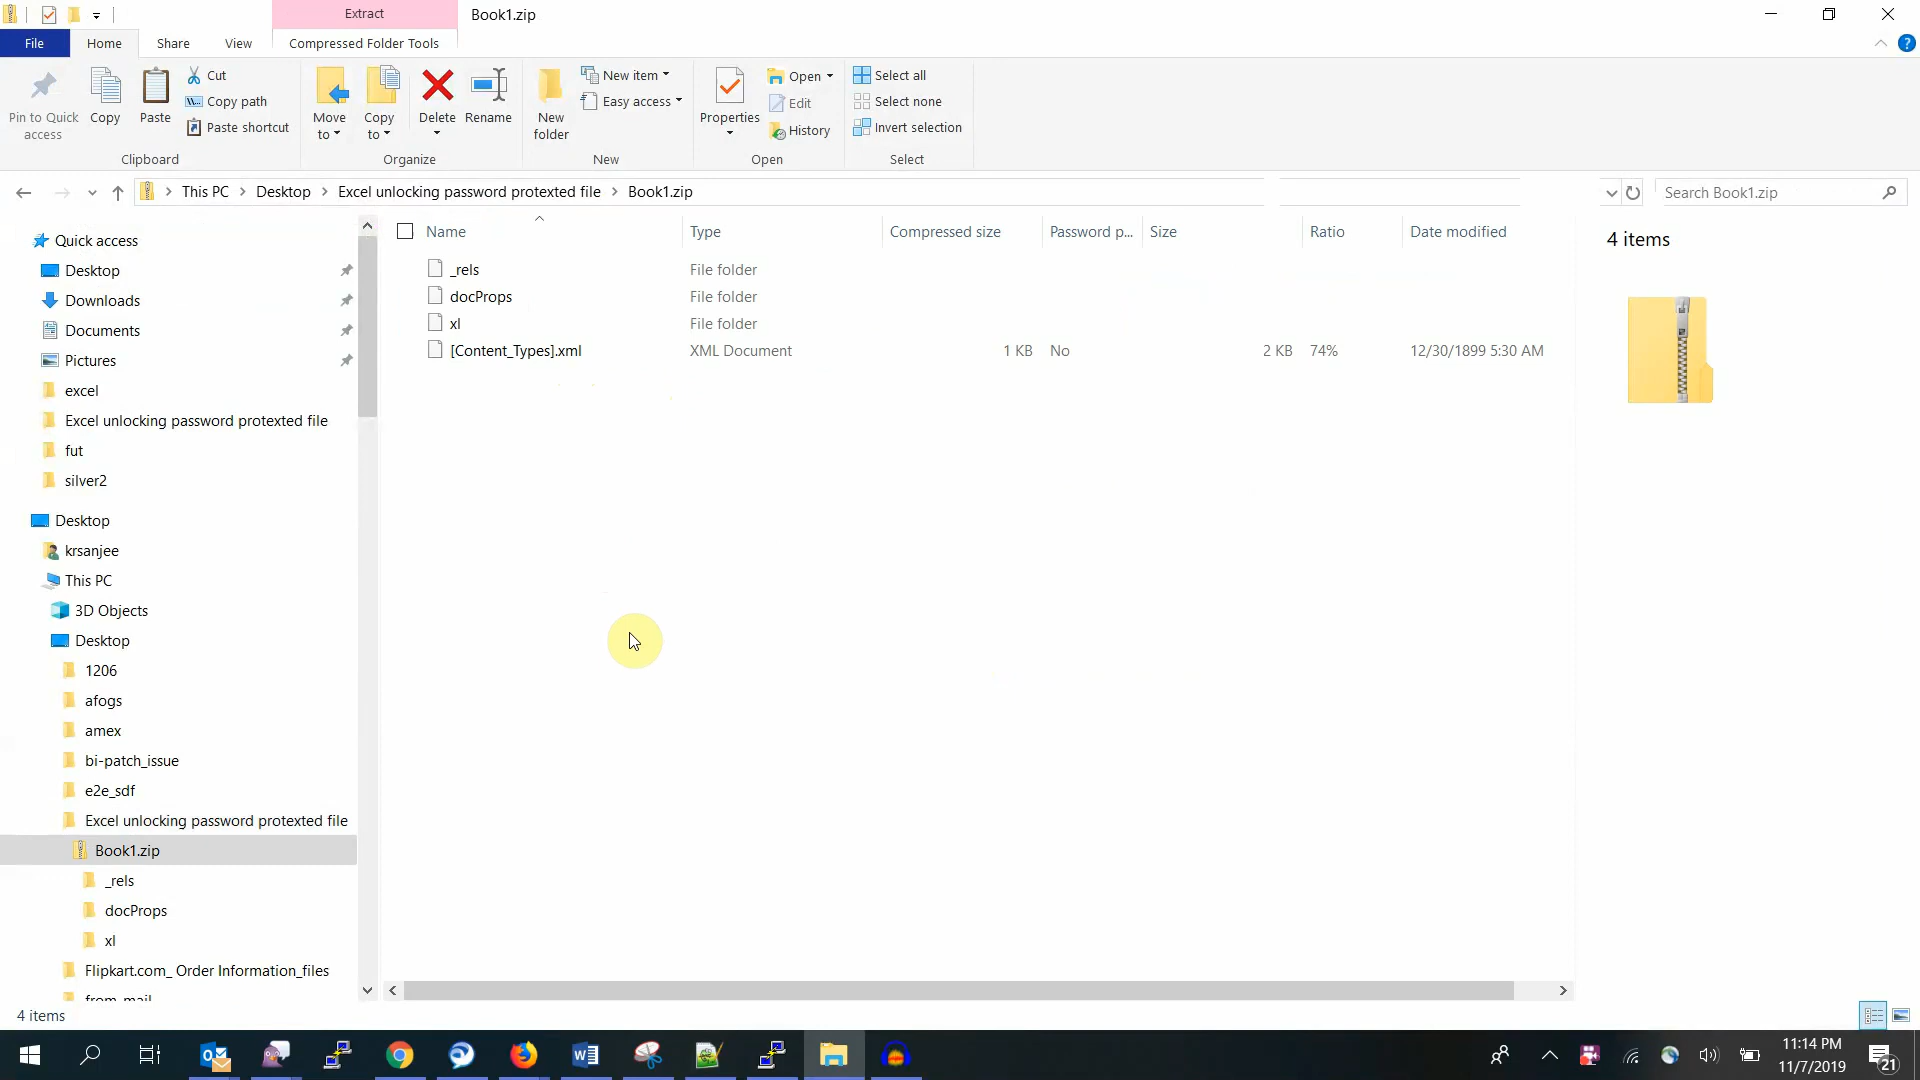 Extract
Book1.zip
File
Home
Share
View
Compressed Folder Tools
Pin to Quick access
Copy
Paste
Cut
Copy path
Paste shortcut
Clipboard
Move to
Copy to
Delete
Rename
Organize
New folder
New item
Easy access
New
Properties
Open
Edit
History
Open
Select all
Select none
Invert selection
Select
This PC > Desktop > Excel unlocking password protexted file > Book1.zip
Search Book1.zip
Quick access
Desktop
Downloads
Documents
Pictures
excel
Excel unlocking password protexted file
fut
silver2
Desktop
krsanjee
This PC
3D Objects
Desktop
1206
afogs
amex
bi-patch_issue
e2e_sdf
Excel unlocking password protexted file
Book1.zip
_rels
docProps
xl
Flipkart.com_ Order Information_files
from_mail
Name Type Compressed size Password p... Size Ratio Date modified
_rels File folder
docProps File folder
xl File folder
[Content_Types].xml XML Document 1 KB No 2 KB 74% 12/30/1899 5:30 AM
4 items
4 items
11:14 PM
11/7/2019
21